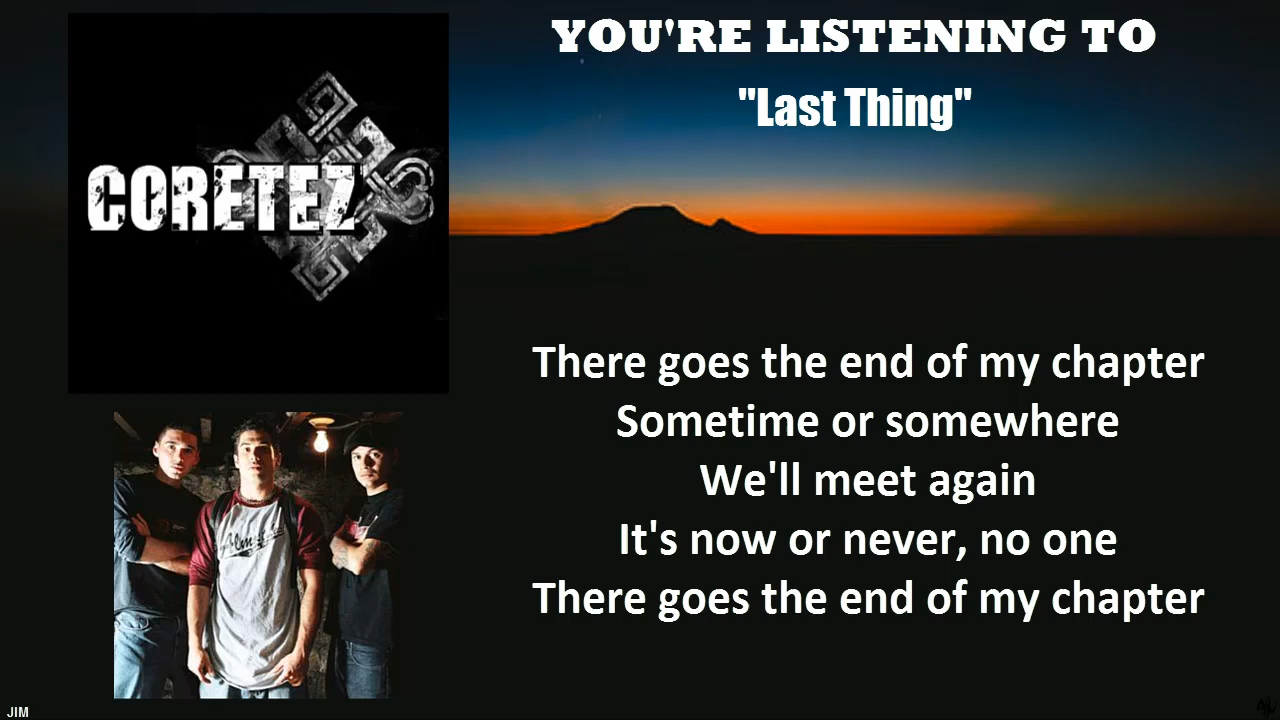 YOU'RE LISTENING TO
"Last Thing"
CORETEZ
There goes the end of my chapter
Sometime or somewhere
We'll meet again
It's now or never, no one
There goes the end of my chapter
JIM